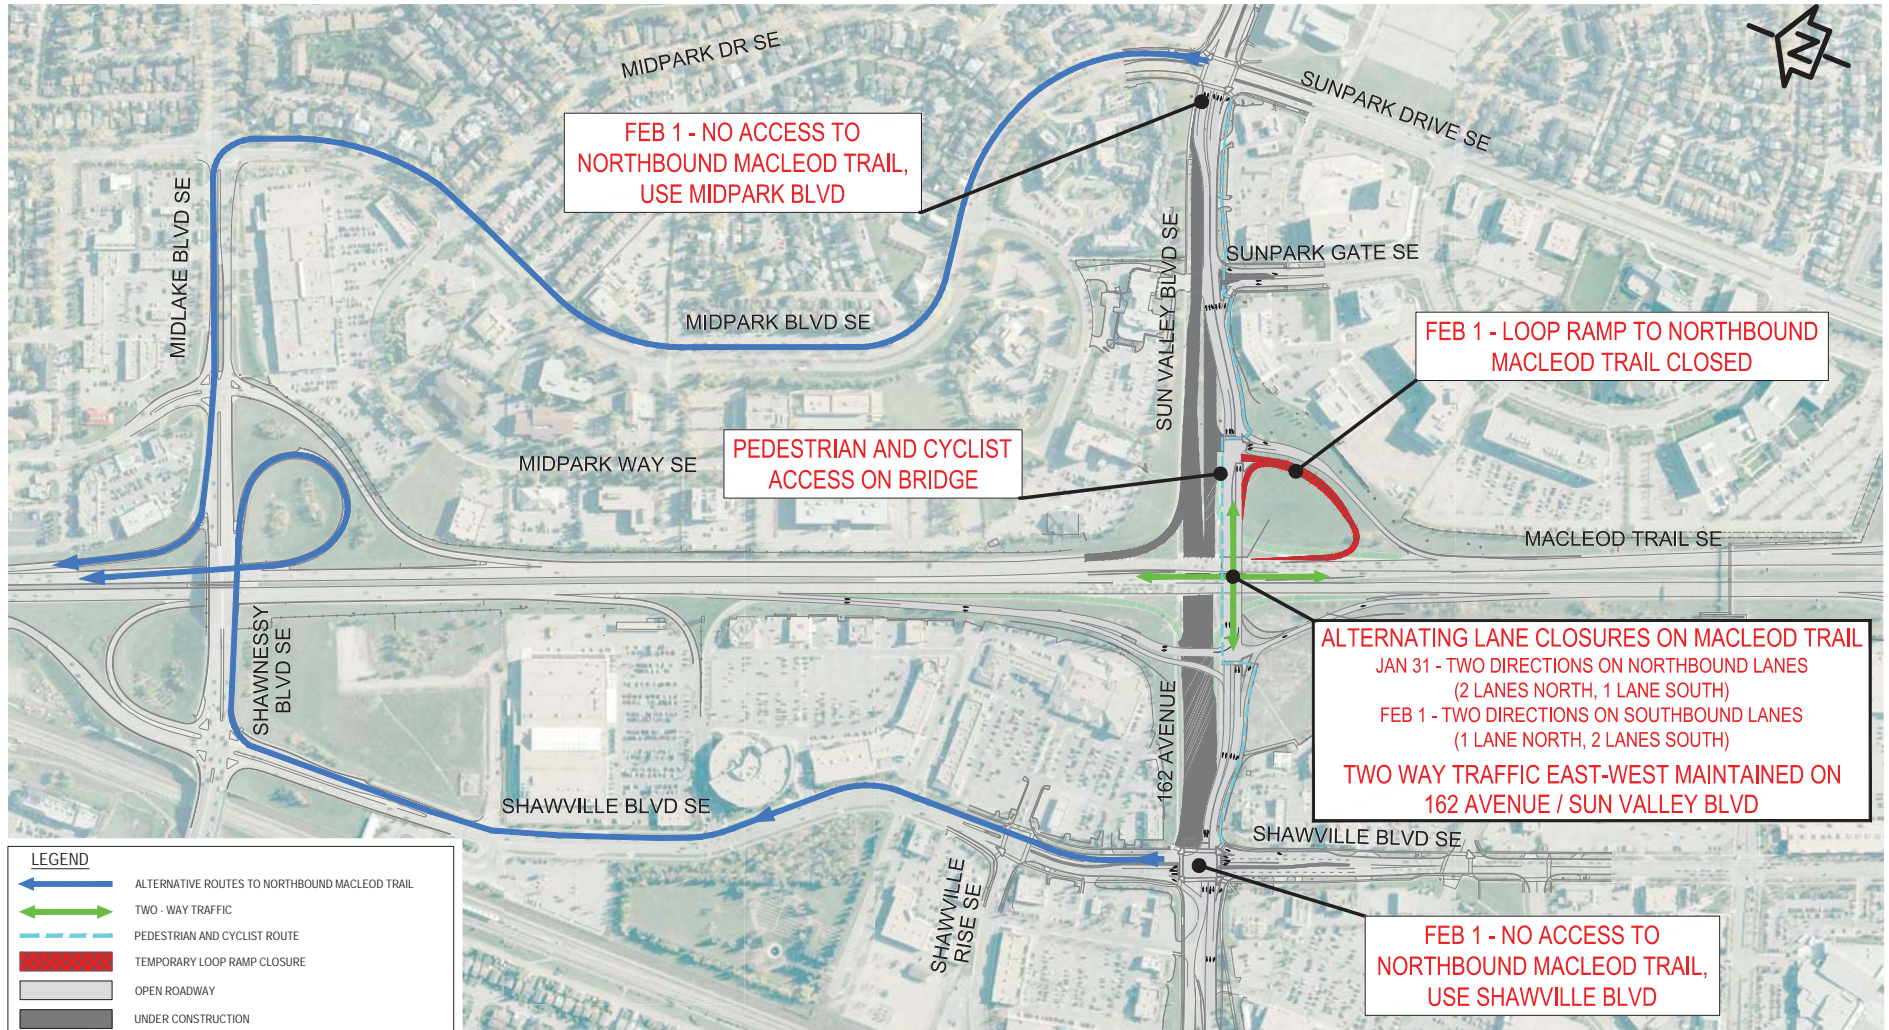 MIDPARK DR SE
N
SUNPARK DRIVE SE
FEB 1 - NO ACCESS TO
NORTHBOUND MACLEOD TRAIL,
USE MIDPARK BLVD
MIDLAKE BLVD SE
SUN VALLEY BLVD SE
SUNPARK GATE SE
MIDPARK BLVD SE
FEB 1 - LOOP RAMP TO NORTHBOUND
MACLEOD TRAIL CLOSED
PEDESTRIAN AND CYCLIST
ACCESS ON BRIDGE
MIDPARK WAY SE
MACLEOD TRAIL SE
SHAWNESSY
BLVD SE
ALTERNATING LANE CLOSURES ON MACLEOD TRAIL
JAN 31 - TWO DIRECTIONS ON NORTHBOUND LANES
(2 LANES NORTH, 1 LANE SOUTH)
FEB 1 - TWO DIRECTIONS ON SOUTHBOUND LANES
(1 LANE NORTH, 2 LANES SOUTH)
TWO WAY TRAFFIC EAST-WEST MAINTAINED ON
162 AVENUE / SUN VALLEY BLVD
162 AVENUE
SHAWVILLE BLVD SE
SHAWVILLE BLVD SE
SHAWVILLE
RISE SE
FEB 1 - NO ACCESS TO
NORTHBOUND MACLEOD TRAIL,
USE SHAWVILLE BLVD
LEGEND
ALTERNATIVE ROUTES TO NORTHBOUND MACLEOD TRAIL
TWO - WAY TRAFFIC
PEDESTRIAN AND CYCLIST ROUTE
TEMPORARY LOOP RAMP CLOSURE
OPEN ROADWAY
UNDER CONSTRUCTION